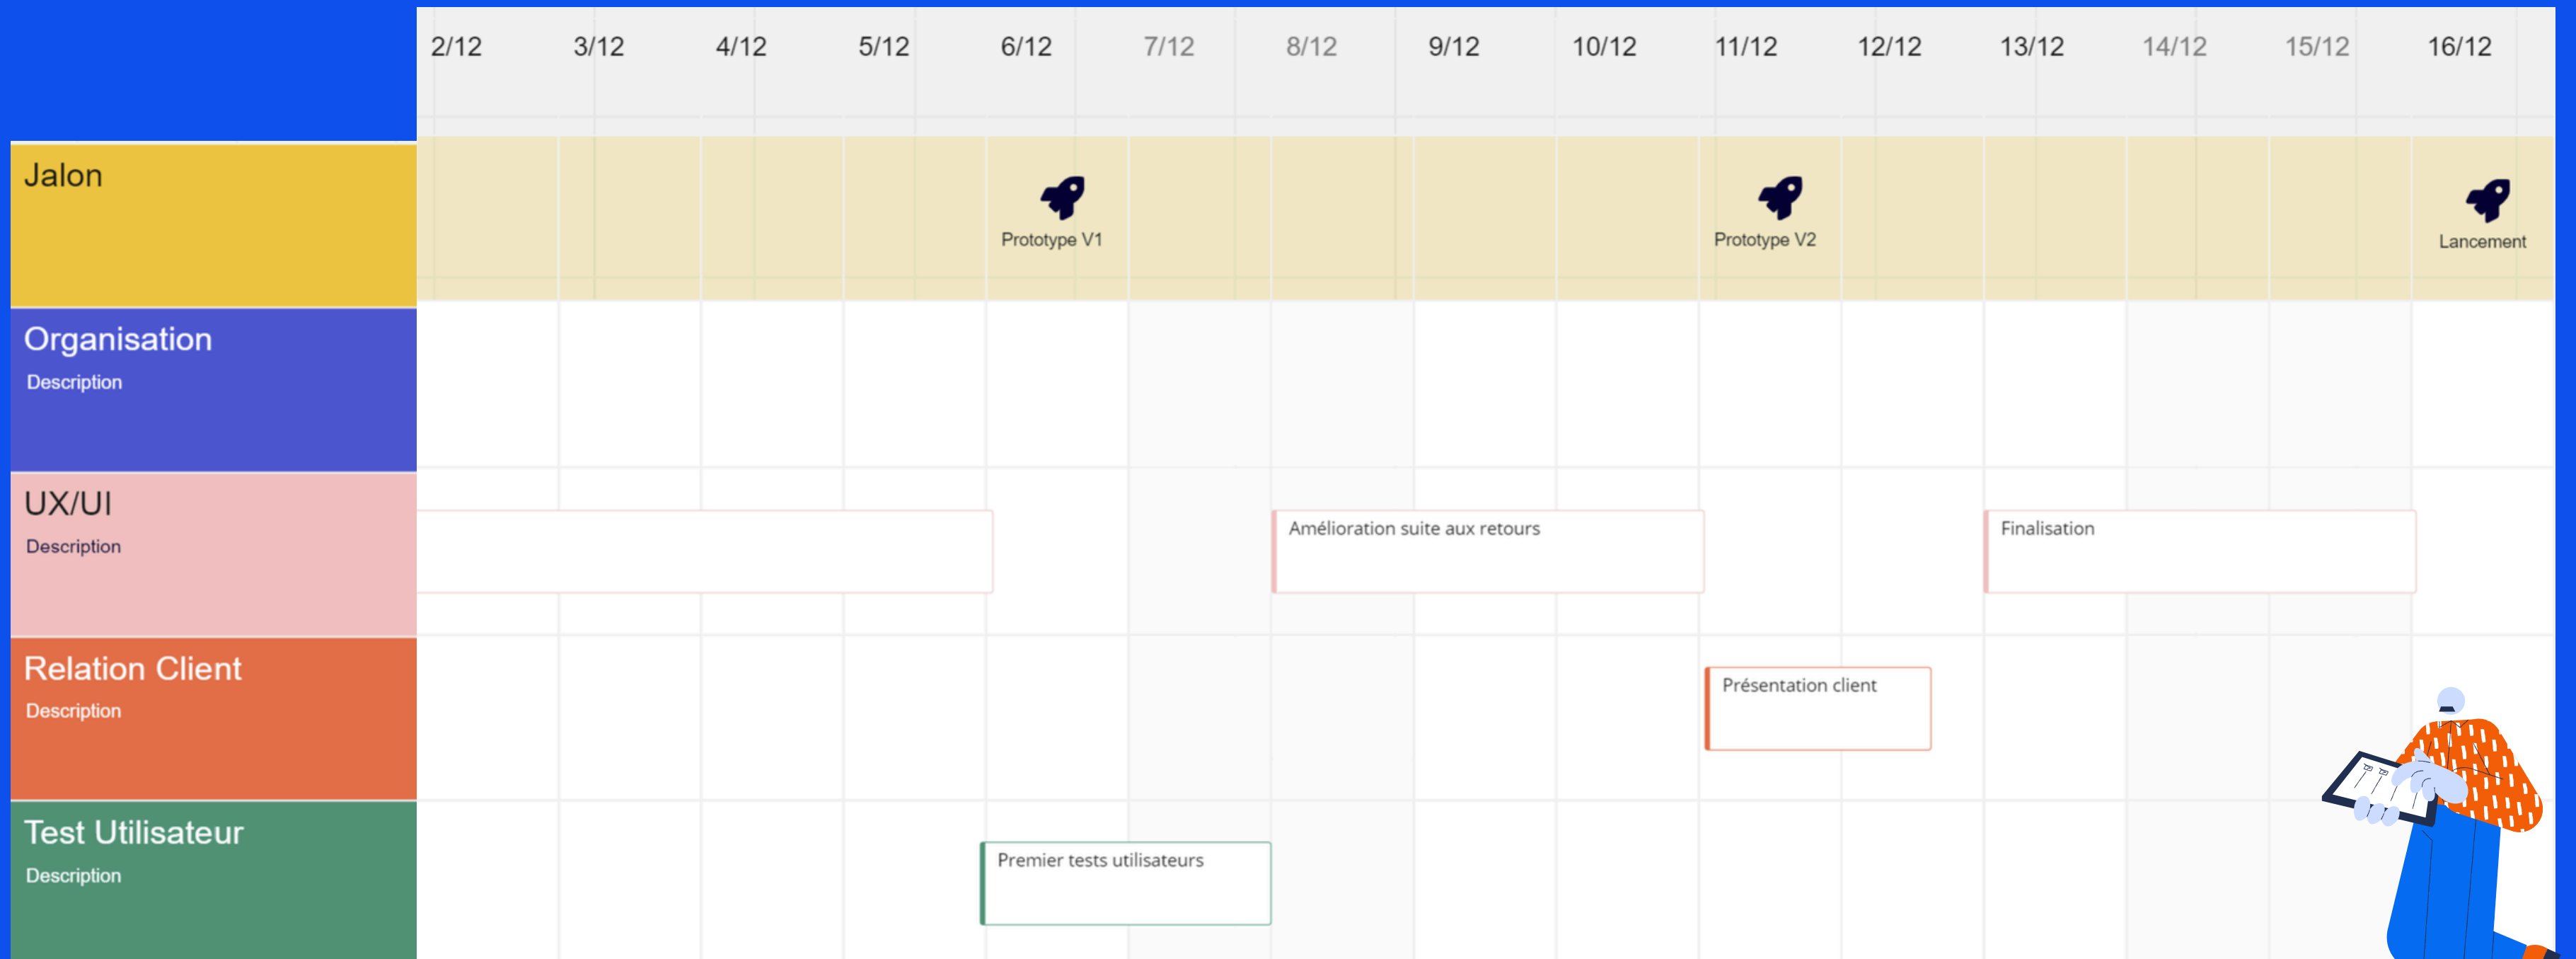 2/12 3/12 4/12 5/12 6/12 7/12 8/12 9/12 10/12 11/12 12/12 13/12 14/12 15/12 16/12
Jalon
Prototype V1 Prototype V2 Lancement
Organisation
Description
UX/UI
Description
Amélioration suite aux retours Finalisation
Relation Client
Description
Présentation client
Test Utilisateur
Description
Premier tests utilisateurs